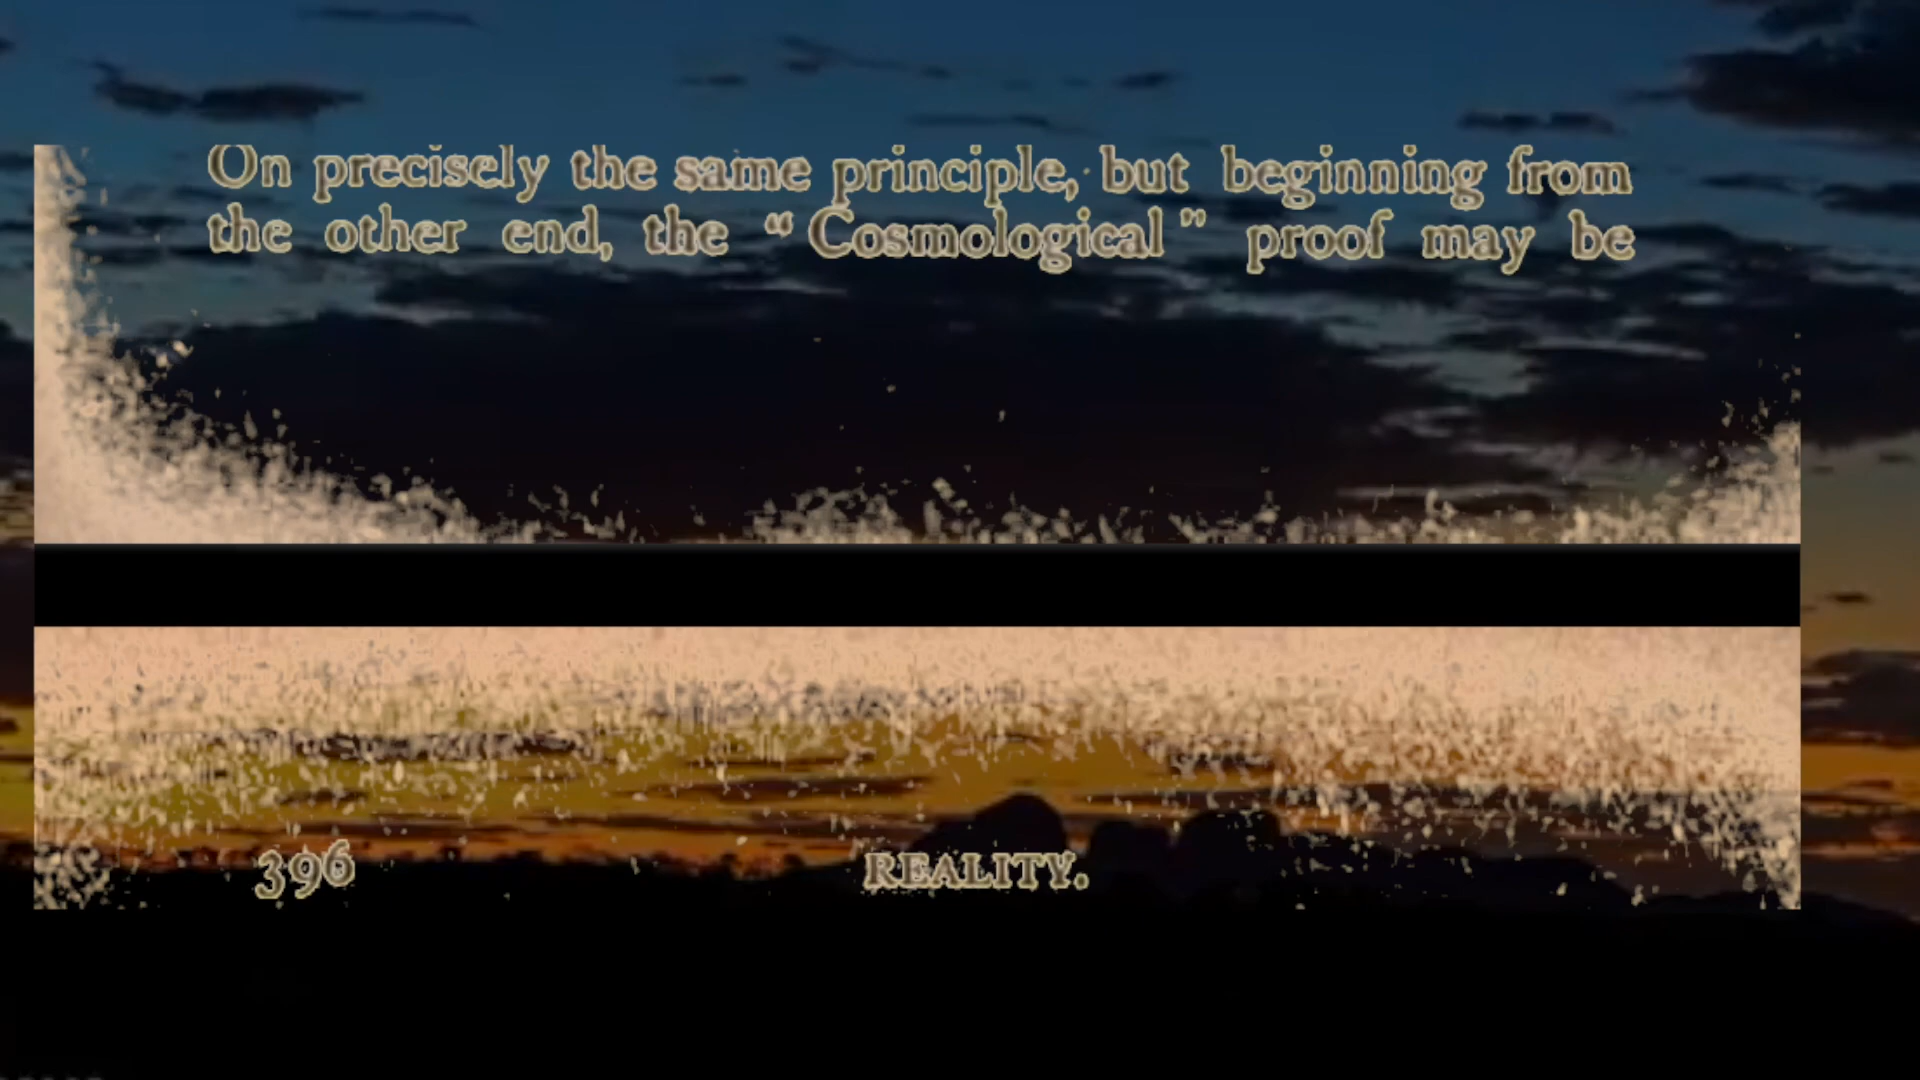 On precisely the same principle, but beginning from
the other end, the “Cosmological” proof may be
396 REALITY.